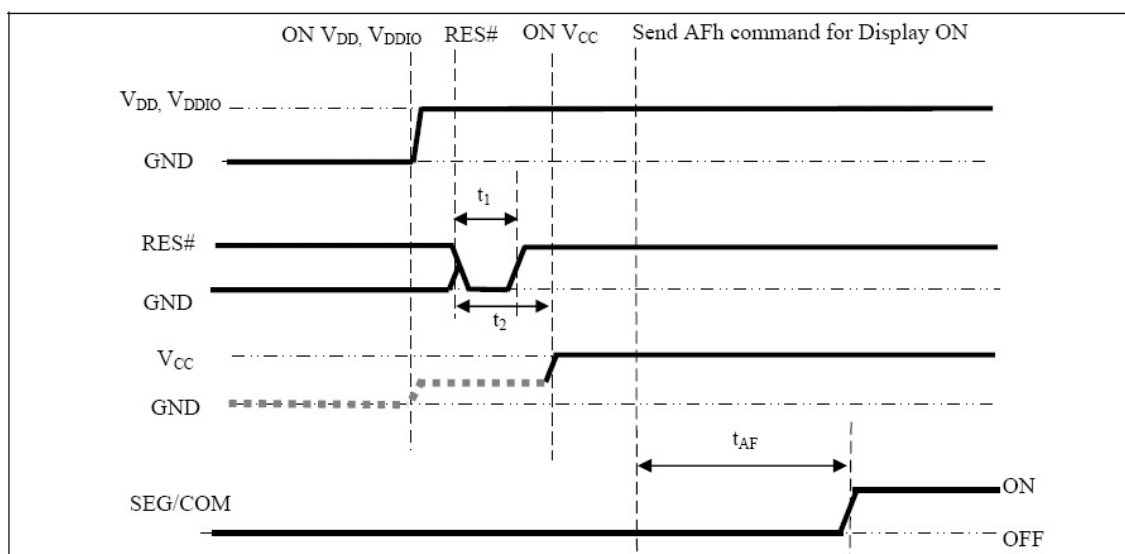 ON VDD, VDDIO RES# ON VCC Send AFh command for Display ON
VDD, VDDIO
GND
t1
RES#
GND
t2
VCC
GND
tAF
SEG/COM
ON
OFF